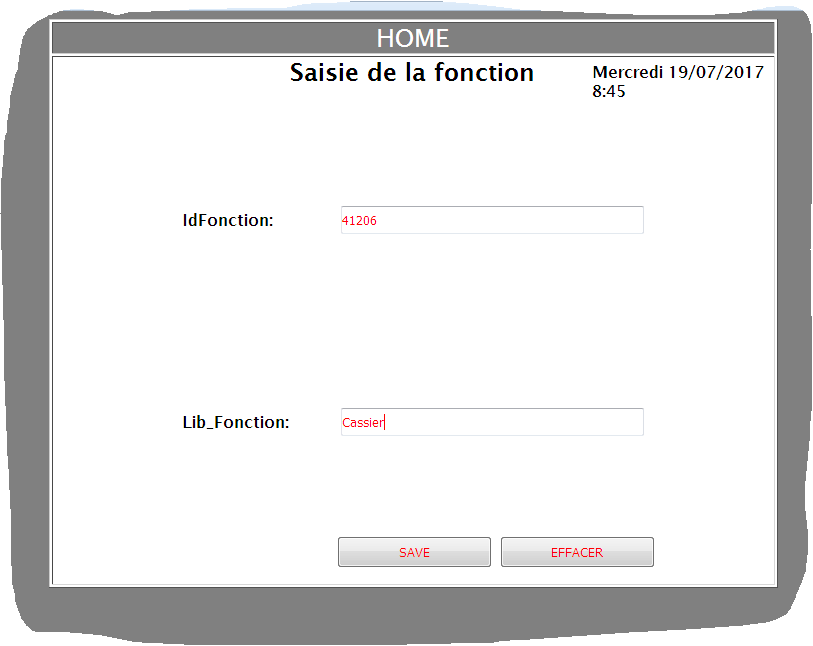 HOME
Saisie de la fonction
Mercredi 19/07/2017
8:45
IdFonction:
41206
Lib_Fonction:
Cassier
SAVE
EFFACER